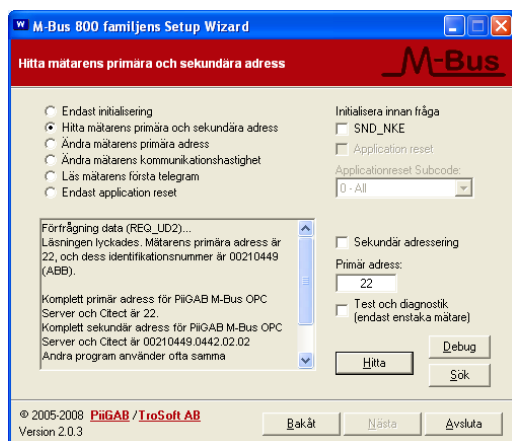 M-Bus 800 familjens Setup Wizard
Hitta mätarens primära och sekundära adress
M-Bus
Endast initialisering
Hitta mätarens primära och sekundära adress
Ändra mätarens primära adress
Ändra mätarens kommunikationshastighet
Läs mätarens första telegram
Endast application reset
Initialisera innan fråga
SND_NKE
Application reset
Applicationreset Subcode:
0 - All
Förfrågning data (REQ_UD2)...
Läsningen lyckades. Mätarens primära adress är
22, och dess identifikationsnummer är 00210449
(ABB).
Komplett primär adress för PiiGAB M-Bus OPC
Server och Citect är 22.
Komplett sekundär adress för PiiGAB M-Bus OPC
Server och Citect är 00210449.0442.02.02
Andra program använder ofta samma
Sekundär adressering
Primär adress:
22
Test och diagnostik
(endast enstaka mätare)
Hitta
Debug
Sök
© 2005-2008 PiiGAB / TroSoft AB
Version 2.0.3
Bakåt
Nästa
Avsluta